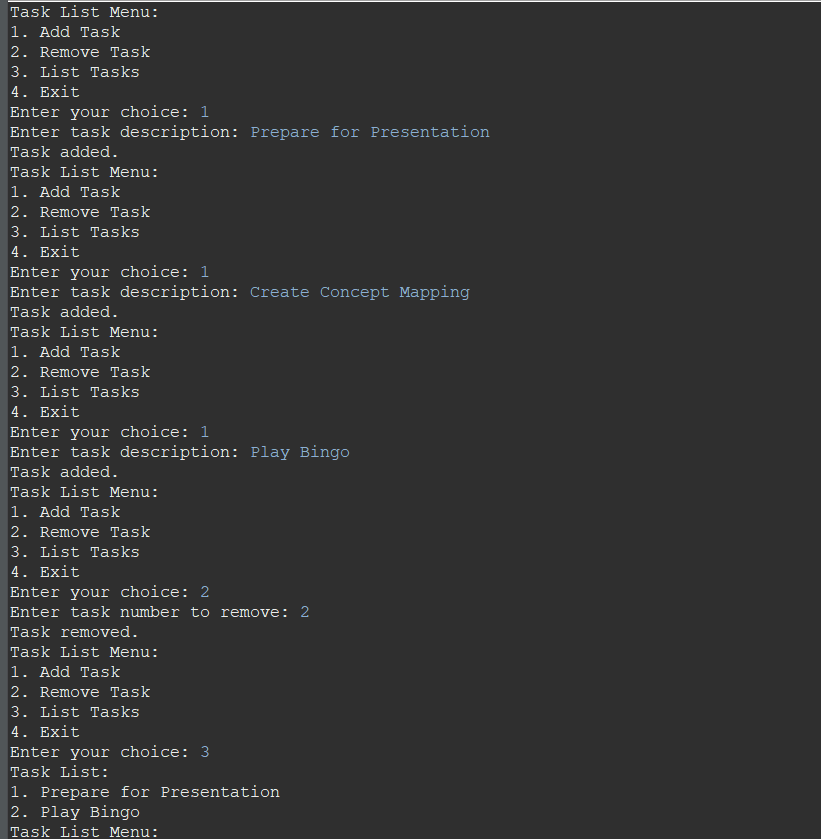 Task List Menu:
1. Add Task
2. Remove Task
3. List Tasks
4. Exit
Enter your choice: 1
Enter task description: Prepare for Presentation
Task added.
Task List Menu:
1. Add Task
2. Remove Task
3. List Tasks
4. Exit
Enter your choice: 1
Enter task description: Create Concept Mapping
Task added.
Task List Menu:
1. Add Task
2. Remove Task
3. List Tasks
4. Exit
Enter your choice: 1
Enter task description: Play Bingo
Task added.
Task List Menu:
1. Add Task
2. Remove Task
3. List Tasks
4. Exit
Enter your choice: 2
Enter task number to remove: 2
Task removed.
Task List Menu:
1. Add Task
2. Remove Task
3. List Tasks
4. Exit
Enter your choice: 3
Task List:
1. Prepare for Presentation
2. Play Bingo
Task List Menu: